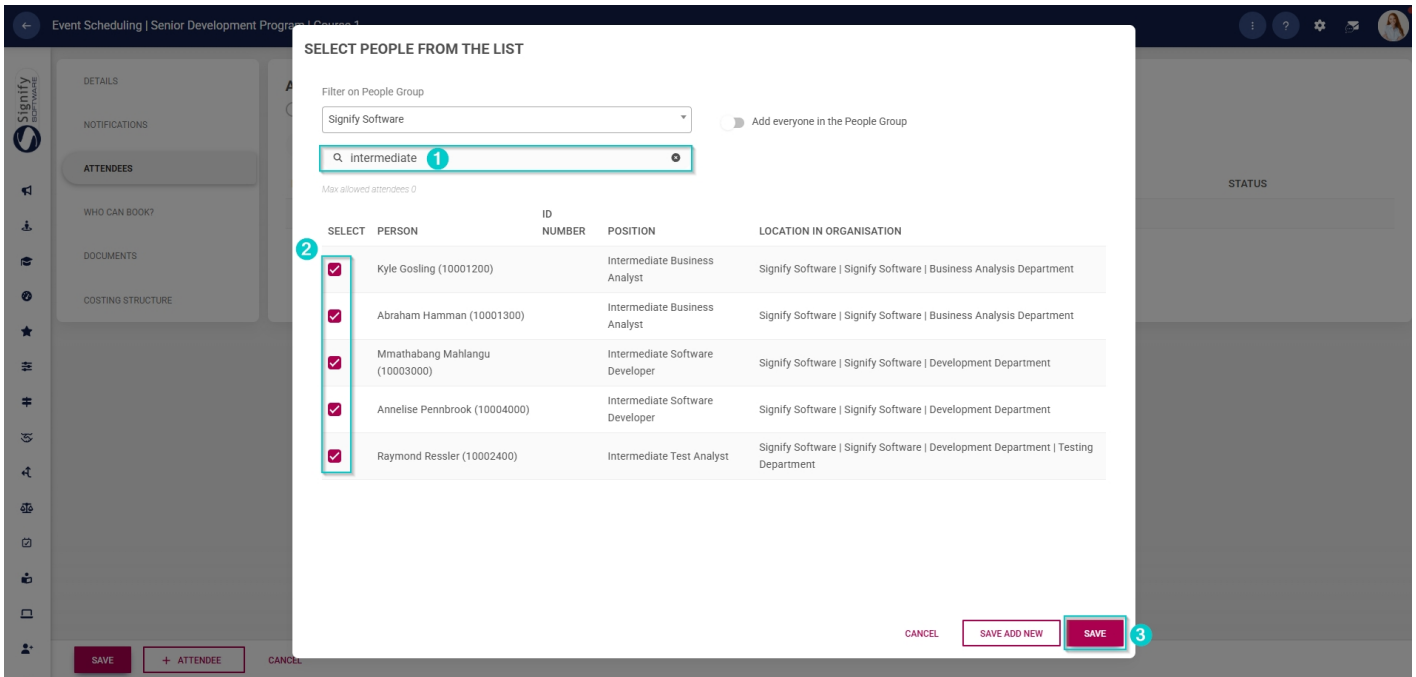 Event Scheduling | Senior Development Program | Course 1
?
Signify
SOFTWARE
DETAILS
NOTIFICATIONS
ATTENDEES
WHO CAN BOOK?
DOCUMENTS
COSTING STRUCTURE
A
STATUS
SELECT PEOPLE FROM THE LIST
Filter on People Group
Signify Software
Add everyone in the People Group
intermediate 1
Max allowed attendees 0
SELECT PERSON ID NUMBER POSITION LOCATION IN ORGANISATION
2
Kyle Gosling (10001200) Intermediate Business Signify Software | Signify Software | Business Analysis Department
Analyst
Abraham Hamman (10001300) Intermediate Business Signify Software | Signify Software | Business Analysis Department
Analyst
Mmathabang Mahlangu Intermediate Software Signify Software | Signify Software | Development Department
(10003000) Developer
Annelise Pennbrook (10004000) Intermediate Software Signify Software | Signify Software | Development Department
Developer
Raymond Ressler (10002400) Intermediate Test Analyst Signify Software | Signify Software | Development Department | Testing
Department
CANCEL SAVE ADD NEW SAVE 3
SAVE + ATTENDEE CANCEL